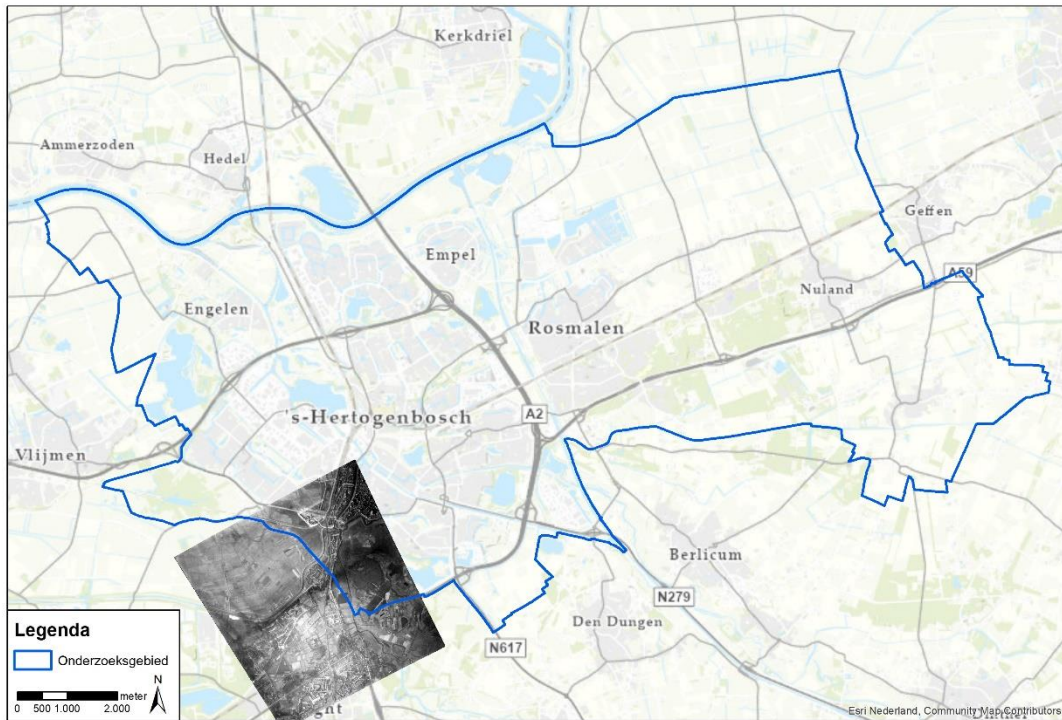 Kerkdriel
Ammerzoden
Hedel
Geffen
Empel
A59
Nuland
Engelen
Rosmalen
's-Hertogenbosch
A2
Vlijmen
Berlicum
N279
Den Dungen
N617
Legenda
Onderzoeksgebied
N
meter
0 500 1.000 2.000
Esri Nederland, Community Map Contributors